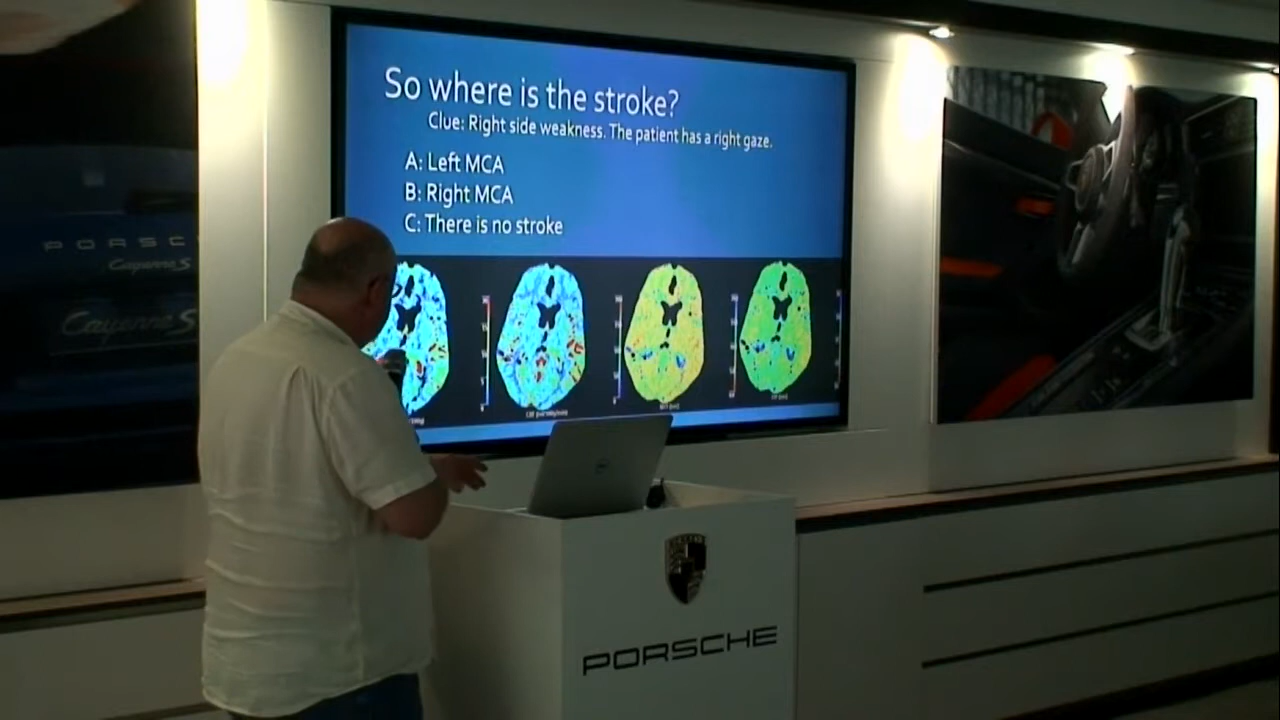 So where is the stroke?
Clue: Right side weakness. The patient has a right gaze.
A: Left MCA
B: Right MCA
C: There is no stroke
PORSC
Cayenne S
Cayenne S
PORSCHE